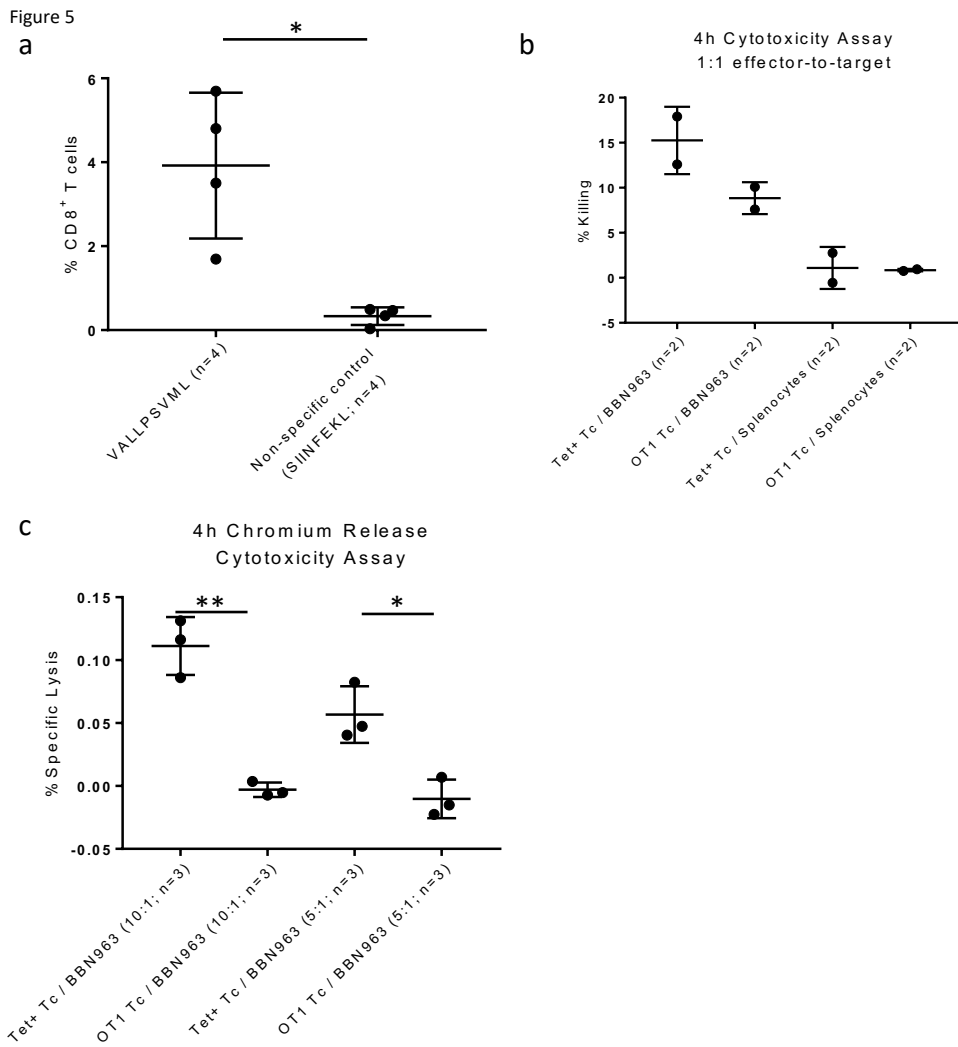 Figure 5
a
*
% CD8+ T cells
6
4
2
0
VALLPSVML (n=4)
Non-specific control
(SIINFEKL; n=4)
b
4h Cytotoxicity Assay
1:1 effector-to-target
% Killing
20
15
10
5
0
-5
Tet+ Tc / BBN963 (n=2)
OT1 Tc / BBN963 (n=2)
Tet+ Tc / Splenocytes (n=2)
OT1 Tc / Splenocytes (n=2)
c
4h Chromium Release
Cytotoxicity Assay
**
*
% Specific Lysis
0.15
0.10
0.05
0.00
-0.05
Tet+ Tc / BBN963 (10:1; n=3)
OT1 Tc / BBN963 (10:1; n=3)
Tet+ Tc / BBN963 (5:1; n=3)
OT1 Tc / BBN963 (5:1; n=3)